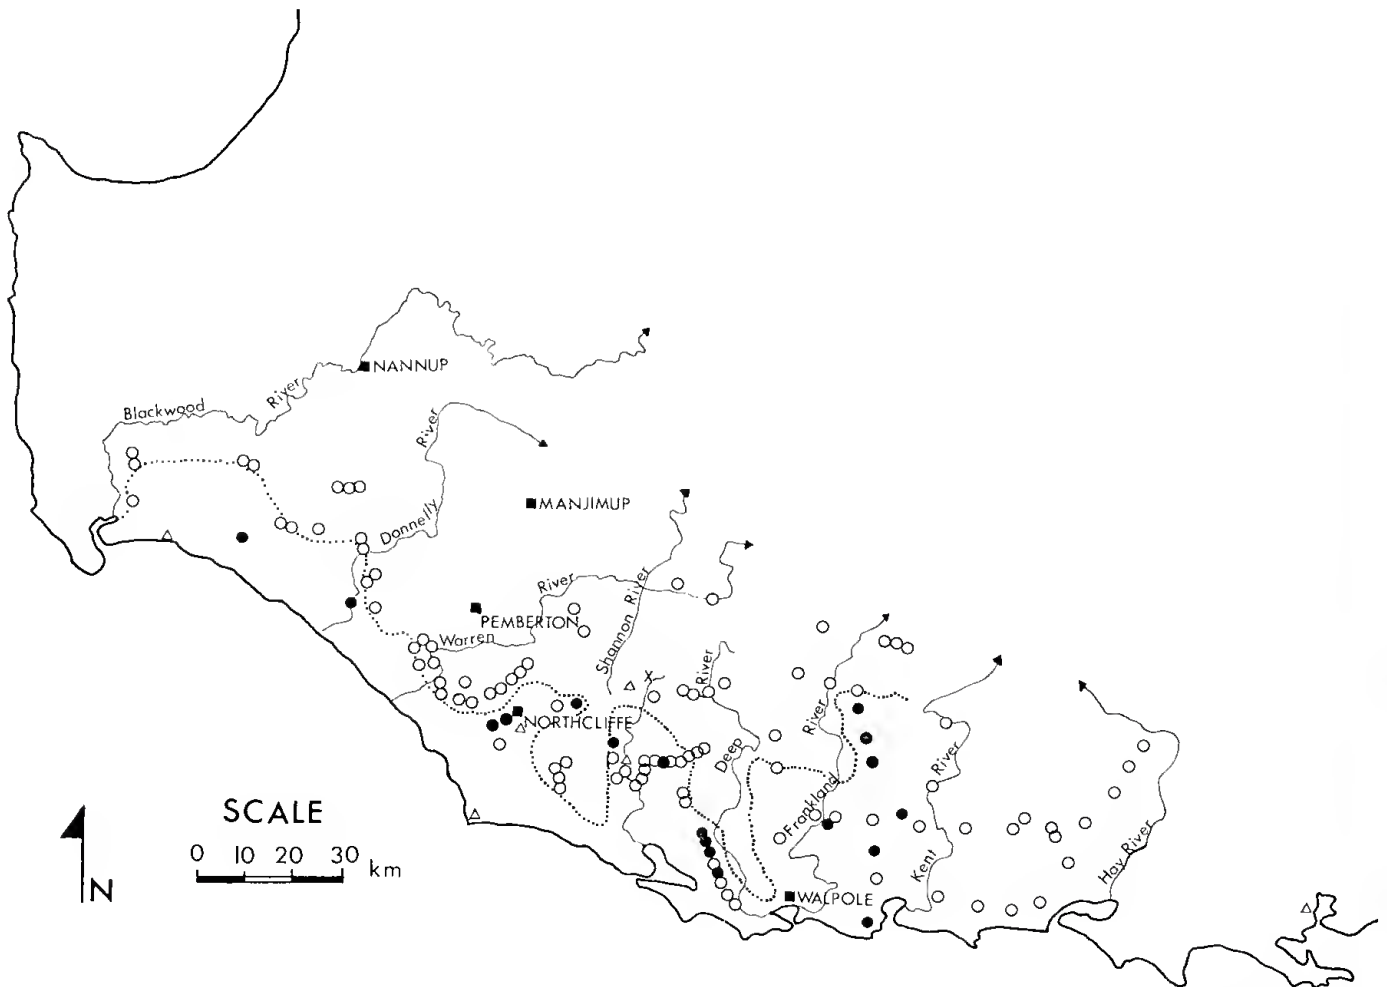 NANNUP
Blackwood River
River
Donnelly
MANJIMUP
River
Shannon River
PEMBERTON
Warren
X
River
NORTHCLIFFE
River
Deep
River
Frankland
SCALE
0 10 20 30 km
Kent
Hay River
N
WALPOLE